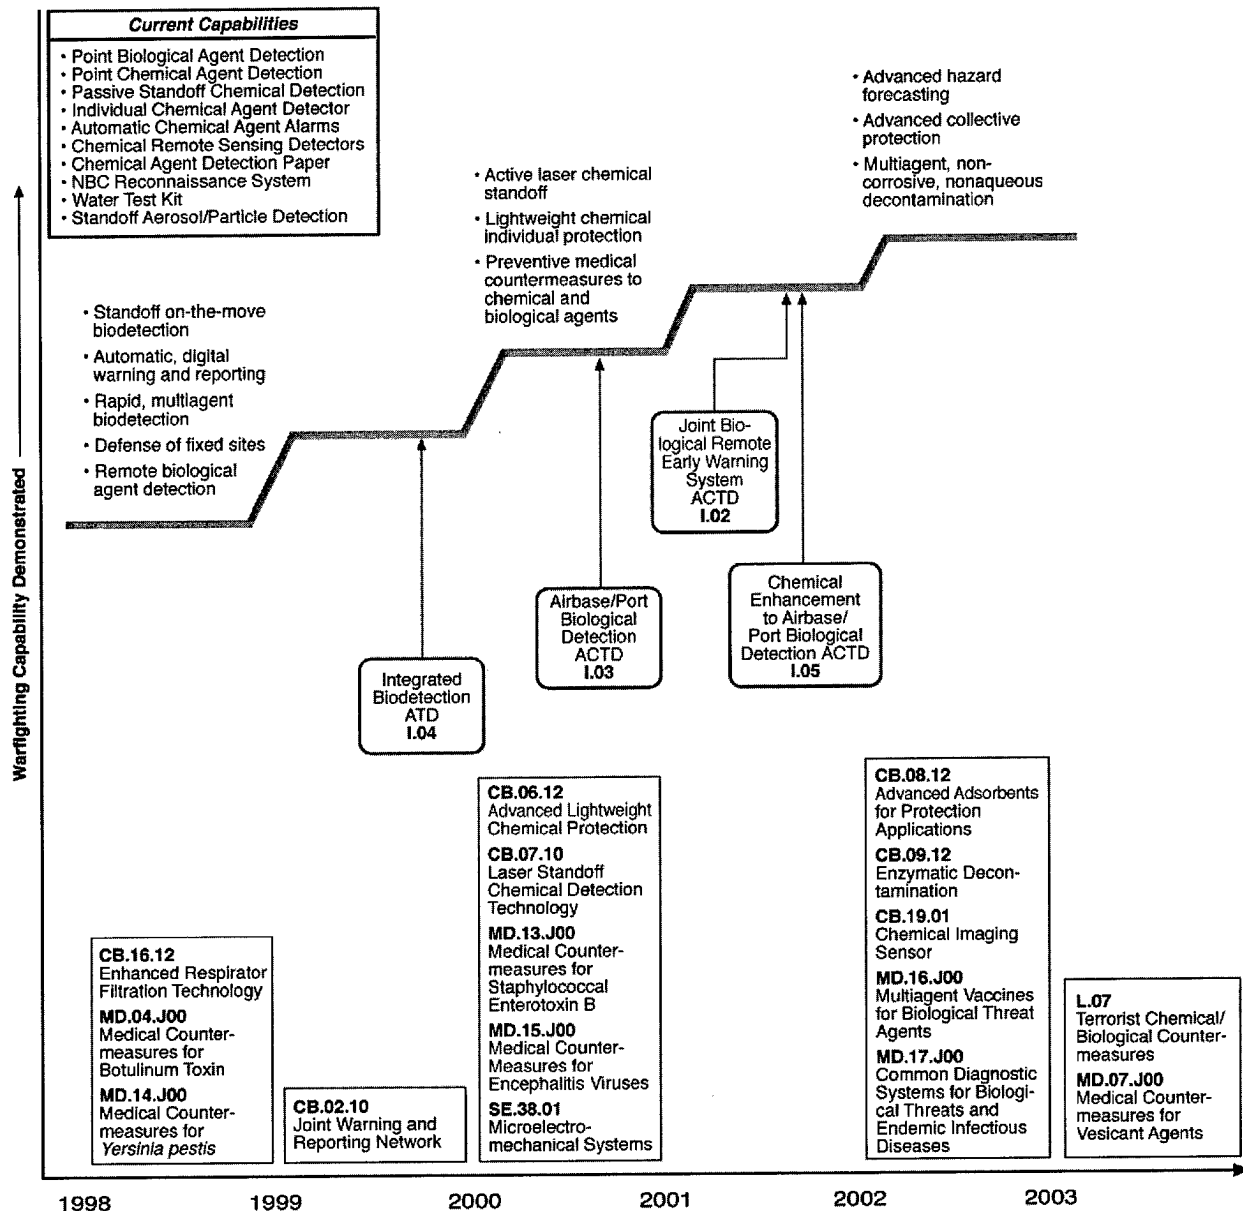 Current Capabilities
• Point Biological Agent Detection
• Point Chemical Agent Detection
• Passive Standoff Chemical Detection
• Individual Chemical Agent Detector
• Automatic Chemical Agent Alarms
• Chemical Remote Sensing Detectors
• Chemical Agent Detection Paper
• NBC Reconnaissance System
• Water Test Kit
• Standoff Aerosol/Particle Detection
• Advanced hazard
forecasting
• Advanced collective
protection
• Multiagent, non-
corrosive, nonaqueous
decontamination
• Active laser chemical
standoff
• Lightweight chemical
individual protection
• Preventive medical
countermeasures to
chemical and
biological agents
• Standoff on-the-move
biodetection
• Automatic, digital
warning and reporting
• Rapid, multiagent
biodetection
• Defense of fixed sites
• Remote biological
agent detection
Warfighting Capability Demonstrated
Joint Bio-
logical Remote
Early Warning
System
ACTD
I.02
Chemical
Enhancement
to Airbase/
Port Biological
Detection ACTD
I.05
Airbase/Port
Biological
Detection
ACTD
I.03
Integrated
Biodetection
ATD
I.04
CB.16.12
Enhanced Respirator
Filtration Technology
MD.04.J00
Medical Counter-
measures for
Botulinum Toxin
MD.14.J00
Medical Counter-
measures for
Yersinia pestis
CB.02.10
Joint Warning and
Reporting Network
CB.06.12
Advanced Lightweight
Chemical Protection
CB.07.10
Laser Standoff
Chemical Detection
Technology
MD.13.J00
Medical Counter-
measures for
Staphylococcal
Enterotoxin B
MD.15.J00
Medical Counter-
Measures for
Encephalitis Viruses
SE.38.01
Microelectro-
mechanical Systems
CB.08.12
Advanced Adsorbents
for Protection
Applications
CB.09.12
Enzymatic Decon-
tamination
CB.19.01
Chemical Imaging
Sensor
MD.16.J00
Multiagent Vaccines
for Biological Threat
Agents
MD.17.J00
Common Diagnostic
Systems for Biologi-
cal Threats and
Endemic Infectious
Diseases
L.07
Terrorist Chemical/
Biological Counter-
measures
MD.07.J00
Medical Counter-
measures for
Vesicant Agents
1998 1999 2000 2001 2002 2003